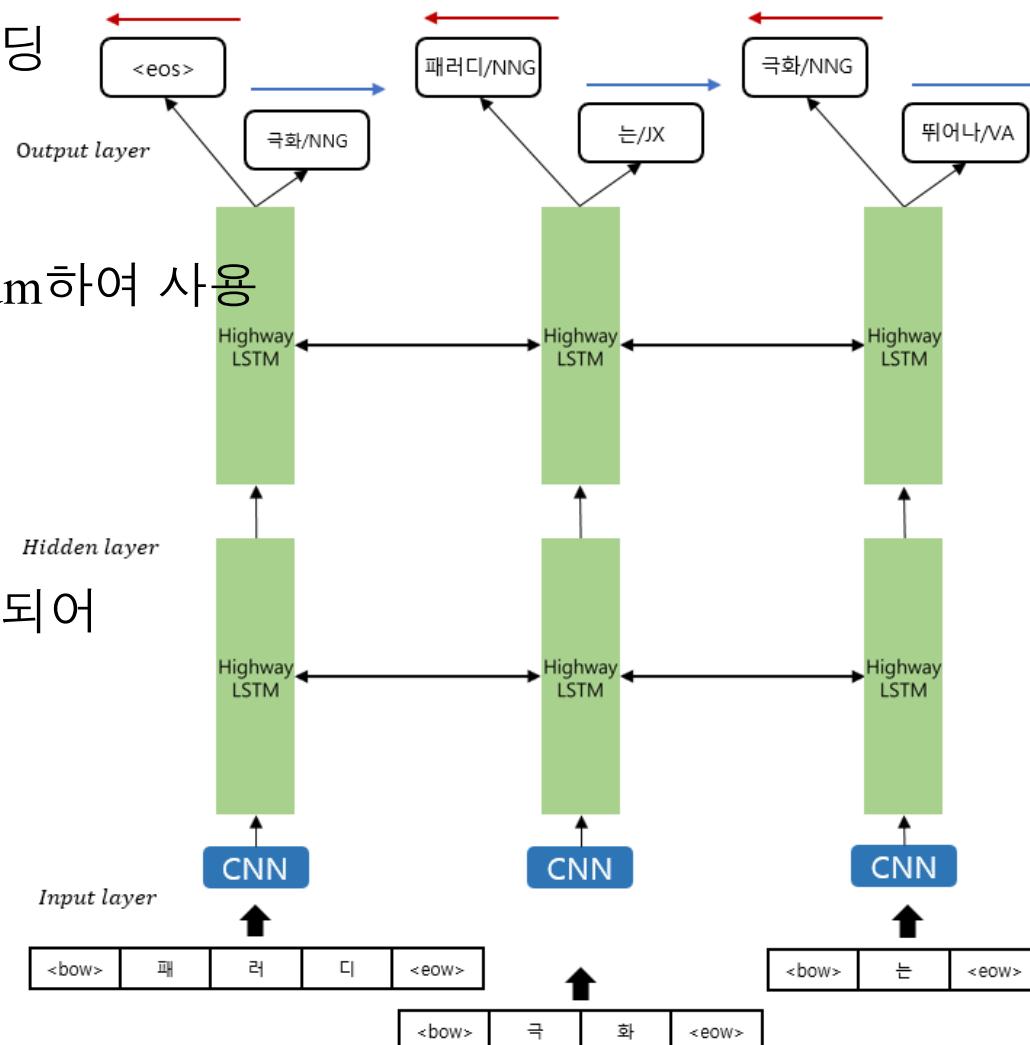 딩
<eos>
패러디/NNG
극화/NNG
극화/NNG
는/JX
뛰어나/VA
Output layer
하여 사용
Highway LSTM
Highway LSTM
Highway LSTM
Hidden layer
되어
Highway LSTM
Highway LSTM
Highway LSTM
CNN
CNN
CNN
Input layer
<bow> 패 러 디 <eow>
<bow> 는 <eow>
<bow> 극 화 <eow>